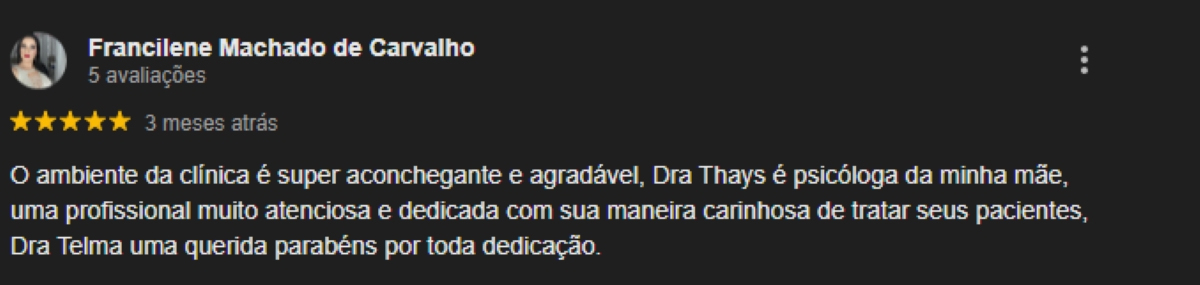 Francilene Machado de Carvalho
5 avaliações
3 meses atrás
O ambiente da clínica é super aconchegante e agradável, Dra Thays é psicóloga da minha mãe,
uma profissional muito atenciosa e dedicada com sua maneira carinhosa de tratar seus pacientes,
Dra Telma uma querida parabéns por toda dedicação.